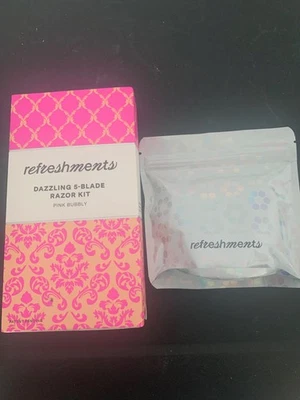 refreshments
DAZZLING 5-BLADE
RAZOR KIT
PINK BUBBLY
refreshments